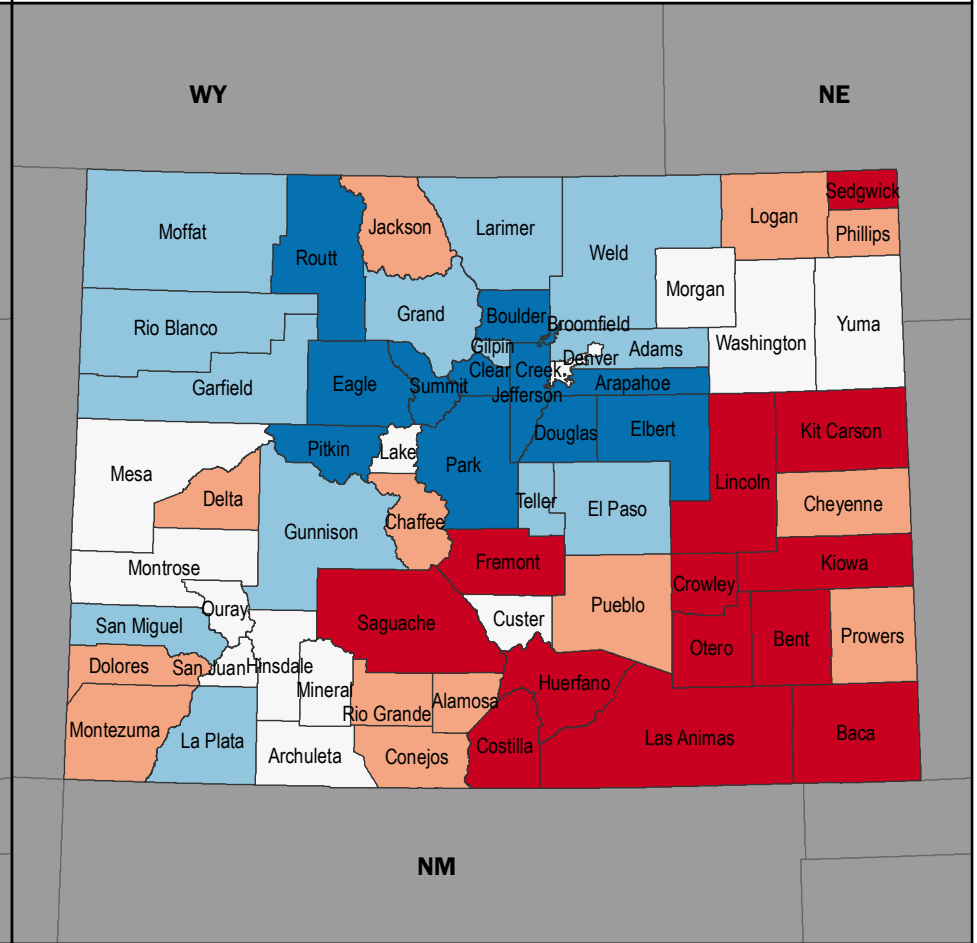 WY
NE
Sedgwick
Logan
Phillips
Moffat
Routt
Jackson
Larimer
Weld
Morgan
Grand
Boulder
Broomfield
Rio Blanco
Gilpin
Denver
Adams
Washington
Yuma
Garfield
Eagle
Summit
Clear Creek
Arapahoe
Jefferson
Pitkin
Lake
Park
Douglas
Elbert
Lincoln
Kit Carson
Mesa
Delta
Gunnison
Chaffee
Teller
El Paso
Cheyenne
Montrose
Fremont
Crowley
Kiowa
Ouray
San Miguel
Saguache
Custer
Pueblo
Otero
Bent
Prowers
Dolores
San Juan
Hinsdale
Mineral
Rio Grande
Alamosa
Huerfano
Montezuma
La Plata
Archuleta
Conejos
Costilla
Las Animas
Baca
NM